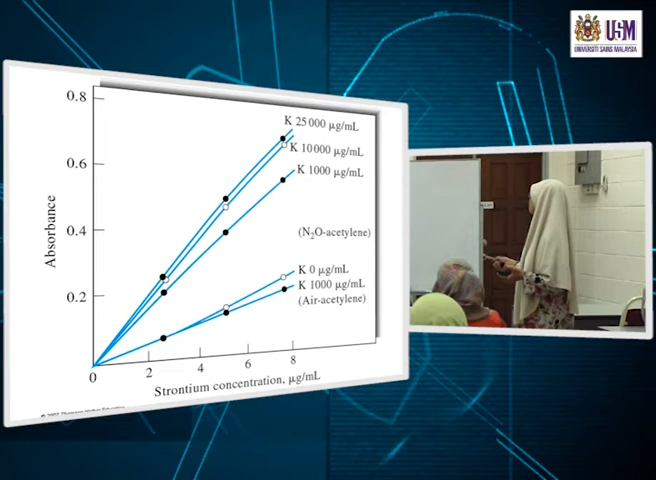 USM
UNIVERSITI SAINS MALAYSIA
0.8
0.6
0.4
0.2
0
2
4
6
8
Absorbance
Strontium concentration, μg/mL
K 25 000 μg/mL
K 10 000 μg/mL
K 1000 μg/mL
(N₂O-acetylene)
K 0 μg/mL
K 1000 μg/mL
(Air-acetylene)